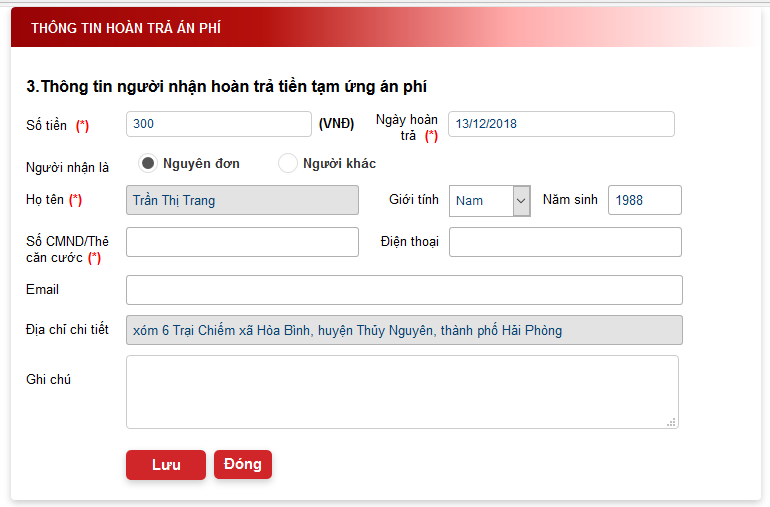 THÔNG TIN HOÀN TRẢ ÁN PHÍ
3.Thông tin người nhận hoàn trả tiền tạm ứng án phí
Số tiền (*) 300 (VNĐ) Ngày hoàn trả (*) 13/12/2018
Người nhận là Nguyên đơn Người khác
Họ tên (*) Trần Thị Trang Giới tính Nam Năm sinh 1988
Số CMND/Thẻ căn cước (*) Điện thoại
Email
Địa chỉ chi tiết xóm 6 Trại Chiếm xã Hòa Bình, huyện Thủy Nguyên, thành phố Hải Phòng
Ghi chú
Lưu Đóng